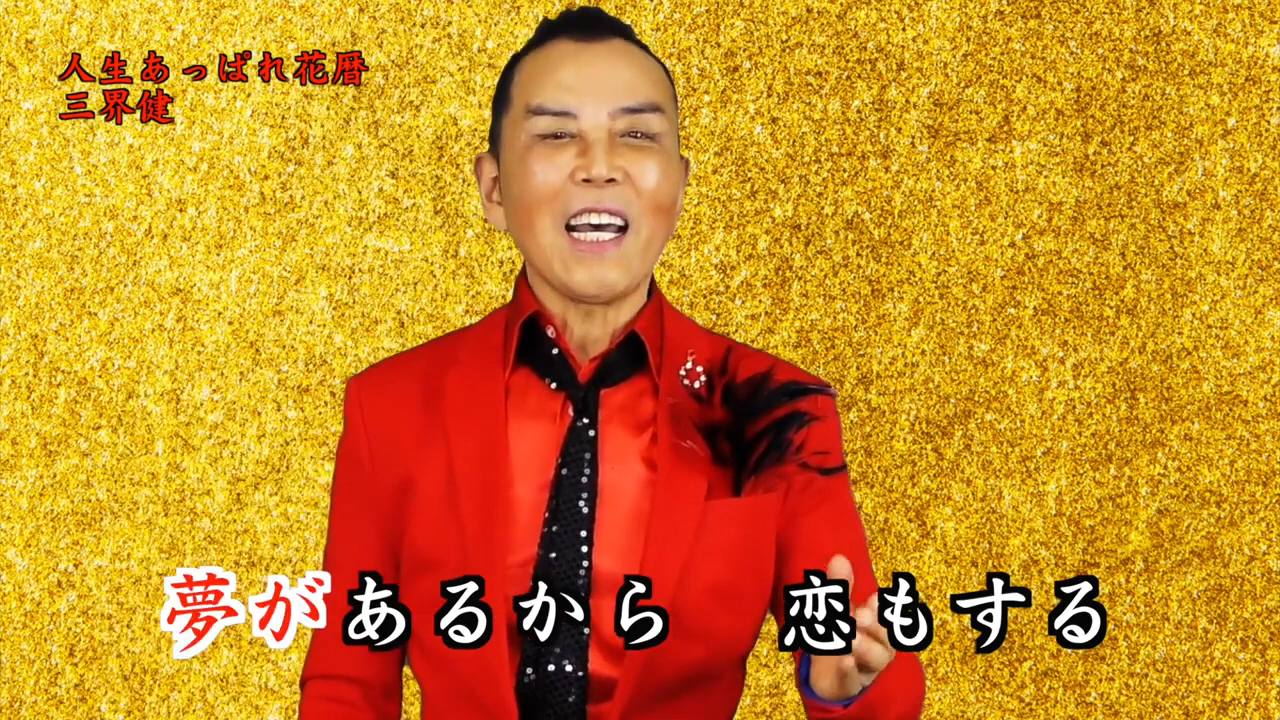 人生あっぱれ花暦
三界健
夢があるから　恋もする